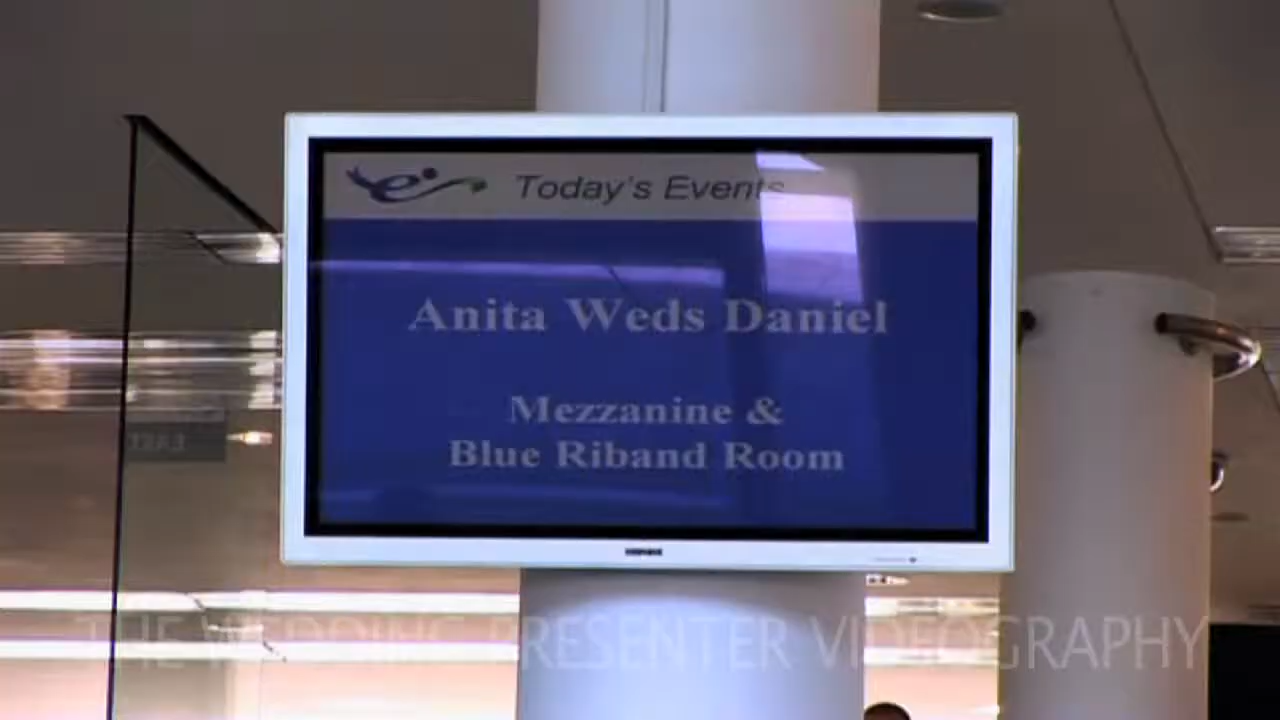 Today's Events
Anita Weds Daniel
Mezzanine &
Blue Riband Room
THE WEDDING PRESENTER VIDEOGRAPHY